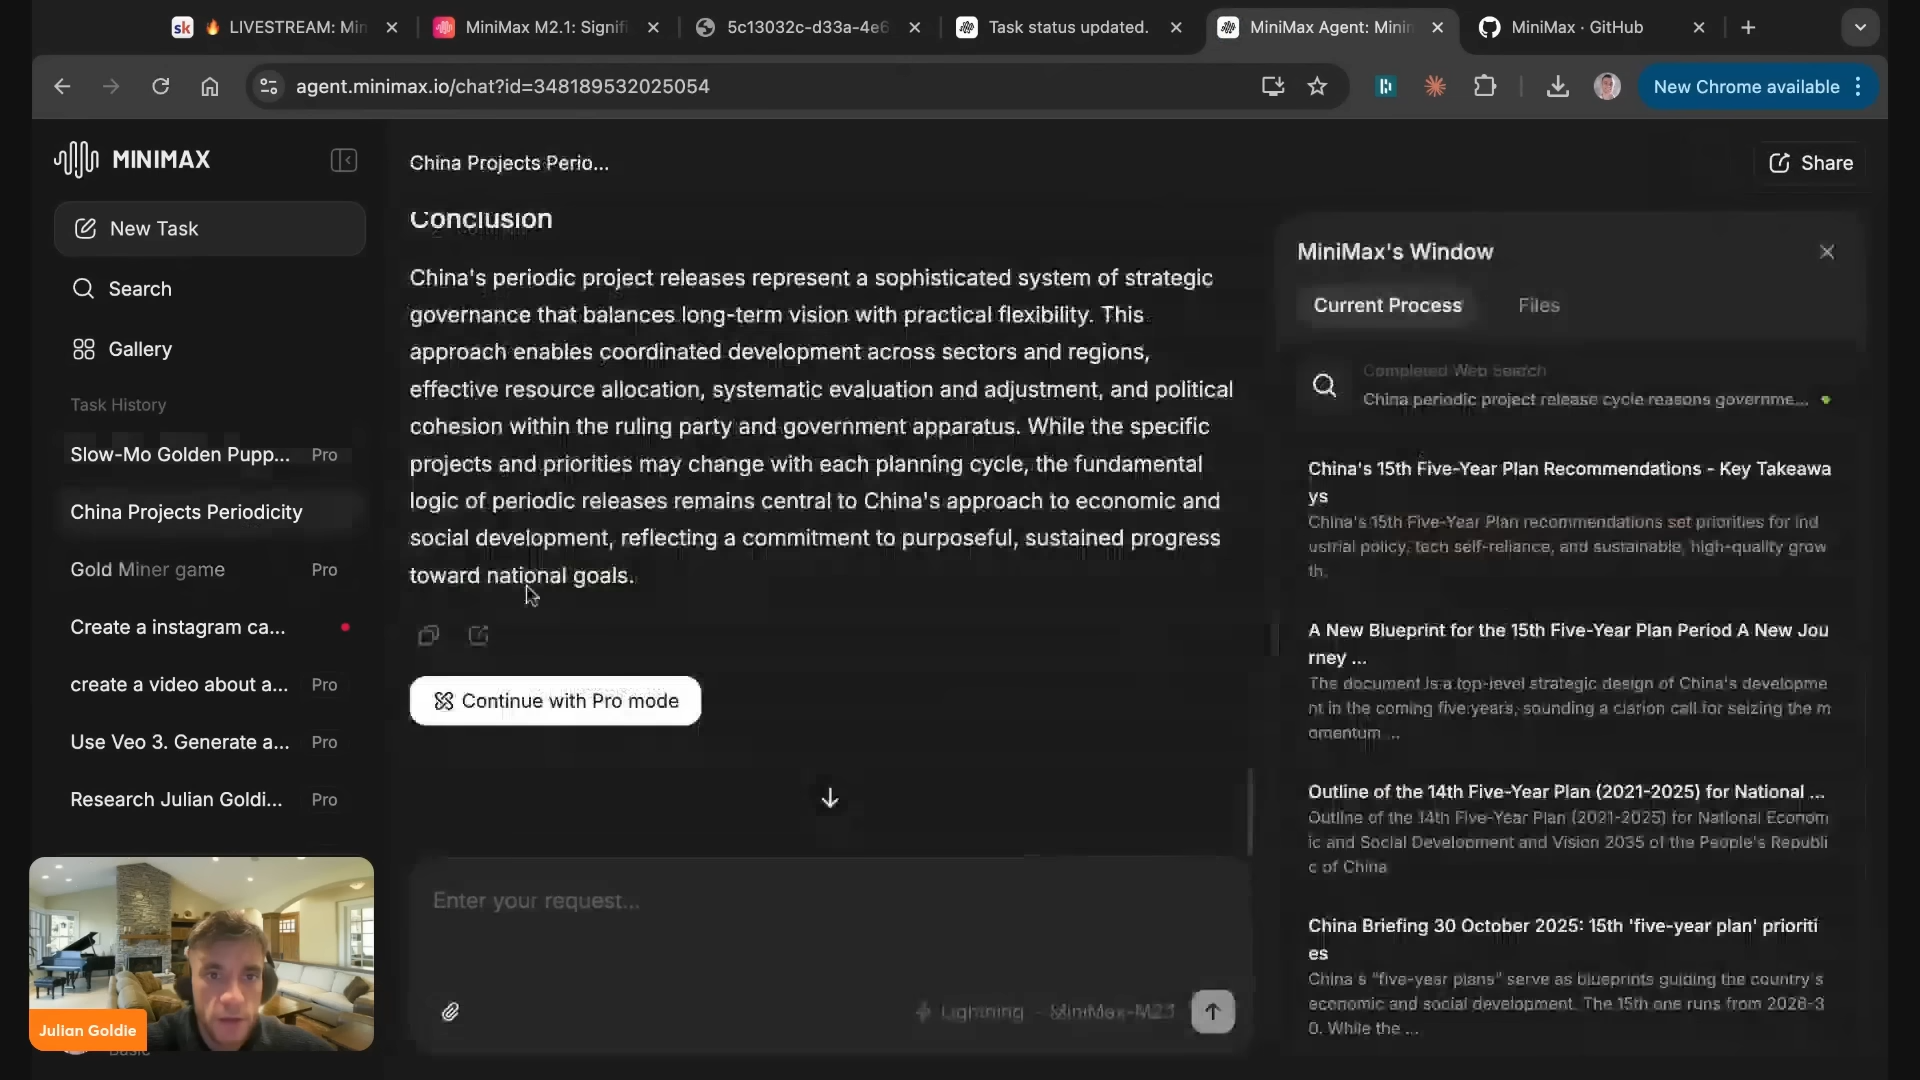 🔥 LIVESTREAM: Min
MiniMax M2.1: Signifi
5c13032c-d33a-4e6
Task status updated.
MiniMax Agent: Minin
MiniMax · GitHub
agent.minimax.io/chat?id=348189532025054
New Chrome available
MINIMAX
New Task
Search
Gallery
Task History
Slow-Mo Golden Pupp... Pro
China Projects Periodicity
Gold Miner game Pro
Create a instagram ca...
create a video about a... Pro
Use Veo 3. Generate a... Pro
Research Julian Goldi... Pro
Julian Goldie
Basic
China Projects Perio...
Share
Conclusion
China's periodic project releases represent a sophisticated system of strategic
governance that balances long-term vision with practical flexibility. This
approach enables coordinated development across sectors and regions,
effective resource allocation, systematic evaluation and adjustment, and political
cohesion within the ruling party and government apparatus. While the specific
projects and priorities may change with each planning cycle, the fundamental
logic of periodic releases remains central to China's approach to economic and
social development, reflecting a commitment to purposeful, sustained progress
toward national goals.
Continue with Pro mode
Enter your request...
Lightning - MiniMax-M2.1
MiniMax's Window
Current Process
Files
Completed Web Search
China periodic project release cycle reasons governme...
China's 15th Five-Year Plan Recommendations - Key Takeawa
ys
China's 15th Five-Year Plan recommendations set priorities for ind
ustrial policy, tech self-reliance, and sustainable, high-quality grow
th.
A New Blueprint for the 15th Five-Year Plan Period A New Jou
rney ...
The document is a top-level strategic design of China's developme
nt in the coming five years, sounding a clarion call for seizing the m
omentum ...
Outline of the 14th Five-Year Plan (2021-2025) for National ...
Outline of the 14th Five-Year Plan (2021-2025) for National Econom
ic and Social Development and Vision 2035 of the People's Republi
c of China
China Briefing 30 October 2025: 15th 'five-year plan' prioriti
es
China's "five-year plans" serve as blueprints guiding the country's
economic and social development. The 15th one runs from 2026-3
0. While the ...